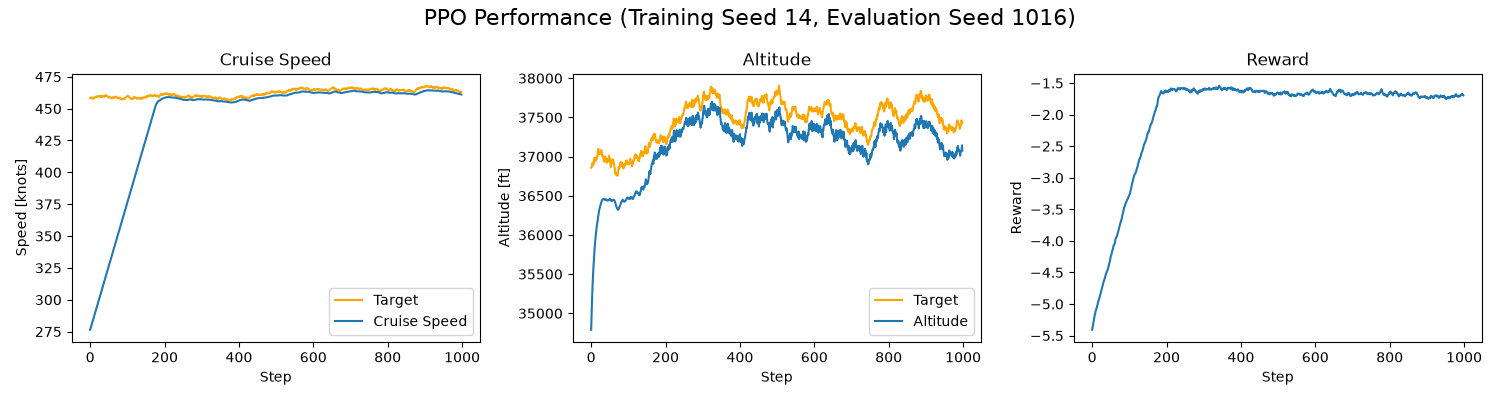 PPO Performance (Training Seed 14, Evaluation Seed 1016)
Cruise Speed
475
450
425
400
375
350
325
300
275
Speed [knots]
0 200 400 600 800 1000
Step
Target
Cruise Speed
Altitude
38000
37500
37000
36500
36000
35500
35000
Altitude [ft]
0 200 400 600 800 1000
Step
Target
Altitude
Reward
−1.5
−2.0
−2.5
−3.0
−3.5
−4.0
−4.5
−5.0
−5.5
Reward
0 200 400 600 800 1000
Step